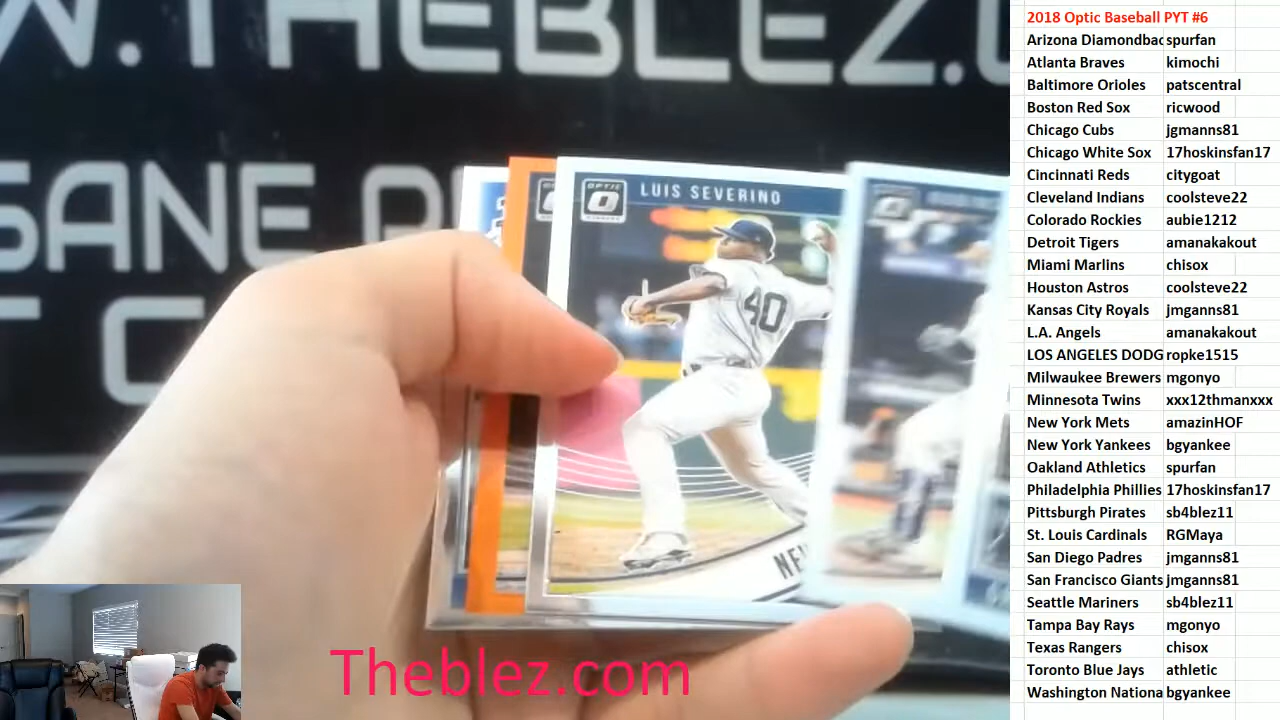 W.THEBLEZ.C
SANE
C
OPTIC
LUIS SEVERINO
40
NE
Theblez.com
2018 Optic Baseball PYT #6
Arizona Diamondbac spurfan
Atlanta Braves kimochi
Baltimore Orioles patscentral
Boston Red Sox ricwood
Chicago Cubs jgmanns81
Chicago White Sox 17hoskinsfan17
Cincinnati Reds citygoat
Cleveland Indians coolsteve22
Colorado Rockies aubie1212
Detroit Tigers amanakakout
Miami Marlins chisox
Houston Astros coolsteve22
Kansas City Royals jmganns81
L.A. Angels amanakakout
LOS ANGELES DODG ropke1515
Milwaukee Brewers mgonyo
Minnesota Twins xxx12thmanxxx
New York Mets amazinHOF
New York Yankees bgyankee
Oakland Athletics spurfan
Philadelphia Phillies 17hoskinsfan17
Pittsburgh Pirates sb4blez11
St. Louis Cardinals RGMaya
San Diego Padres jmganns81
San Francisco Giants jmganns81
Seattle Mariners sb4blez11
Tampa Bay Rays mgonyo
Texas Rangers chisox
Toronto Blue Jays athletic
Washington Nationa bgyankee